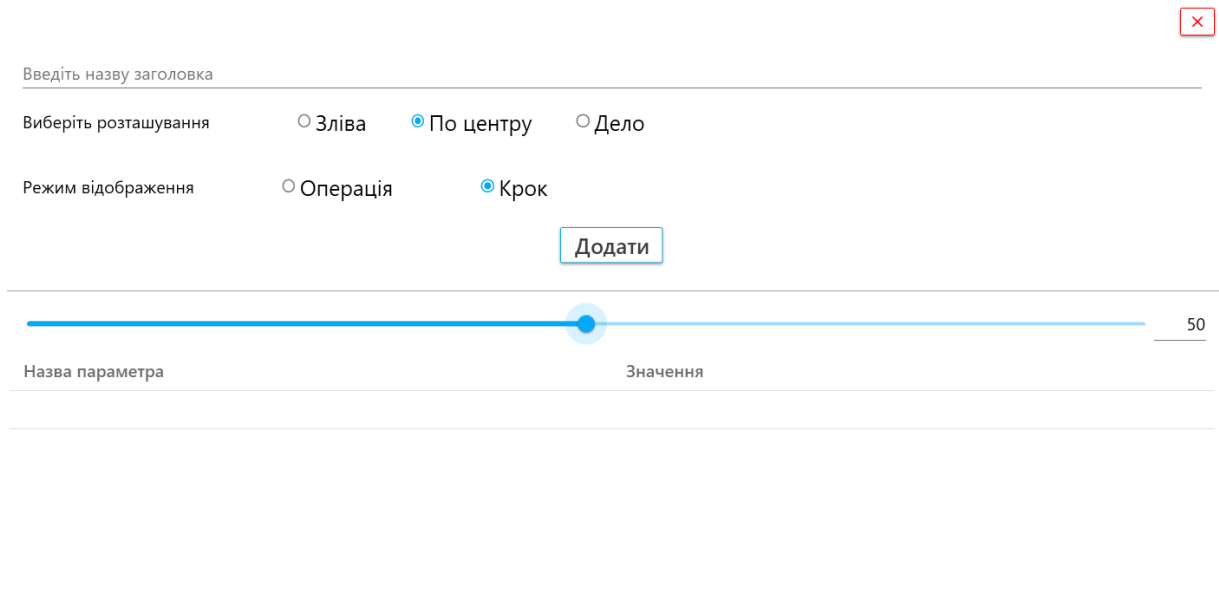 Введіть назву заголовка
Виберіть розташування Зліва По центру Дело
Режим відображення Операція Крок
Додати
50
Назва параметра Значення